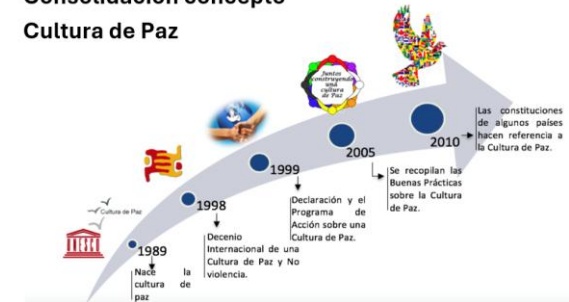 Consolidación concepto
Cultura de Paz
Juntos
construyendo
una
cultura
de Paz
Las constituciones
de algunos países
hacen referencia a
la Cultura de Paz.
2010
2005
Se recopilan las
Buenas Prácticas
sobre la Cultura
de Paz.
1999
Declaración y el
Programa de
Acción sobre una
Cultura de Paz.
1998
Decenio
Internacional de una
Cultura de Paz y No
violencia.
Cultura de Paz
1989
Nace la
cultura de
paz